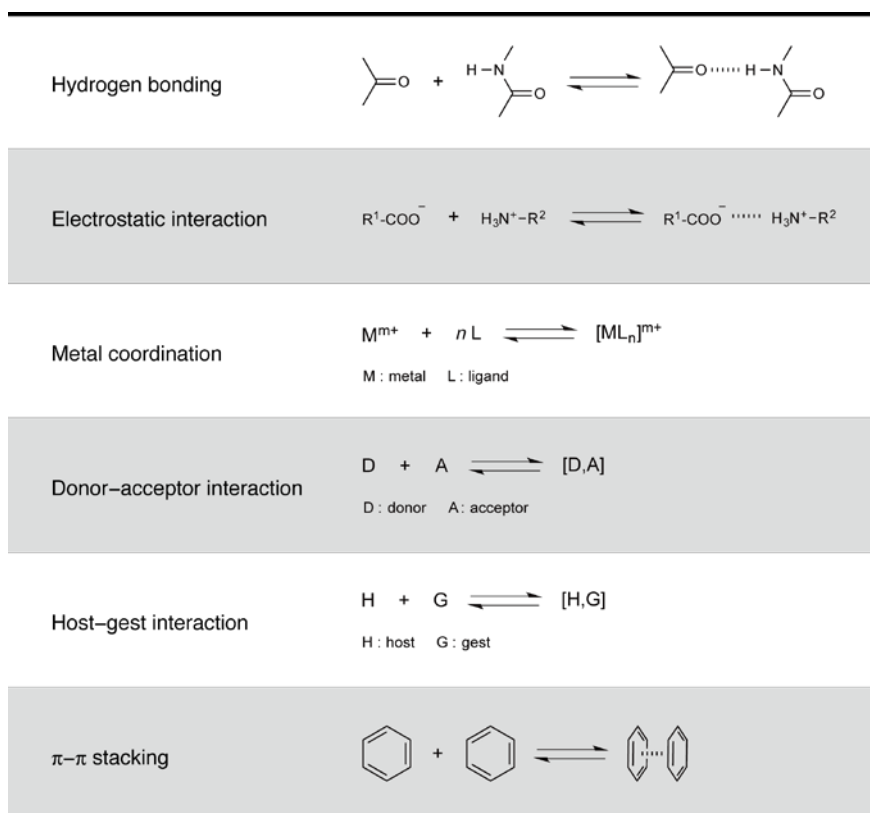 Hydrogen bonding
O + H–N O O H–N O
Electrostatic interaction
R¹-COO⁻ + H₃N⁺–R² R¹-COO⁻ ······ H₃N⁺–R²
Metal coordination
Mᵐ⁺ + n L [MLₙ]ᵐ⁺
M : metal L : ligand
Donor–acceptor interaction
D + A [D,A]
D : donor A : acceptor
Host–gest interaction
H + G [H,G]
H : host G : gest
π–π stacking
+